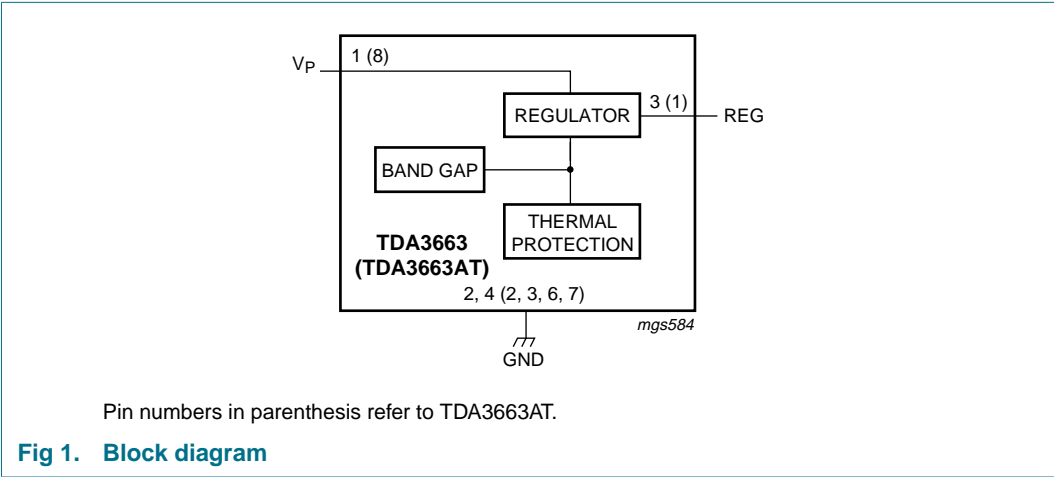 V_P 1 (8)
REGULATOR 3 (1) REG
BAND GAP
THERMAL
PROTECTION
TDA3663
(TDA3663AT)
2, 4 (2, 3, 6, 7)
mgs584
GND
Pin numbers in parenthesis refer to TDA3663AT.
Fig 1. Block diagram